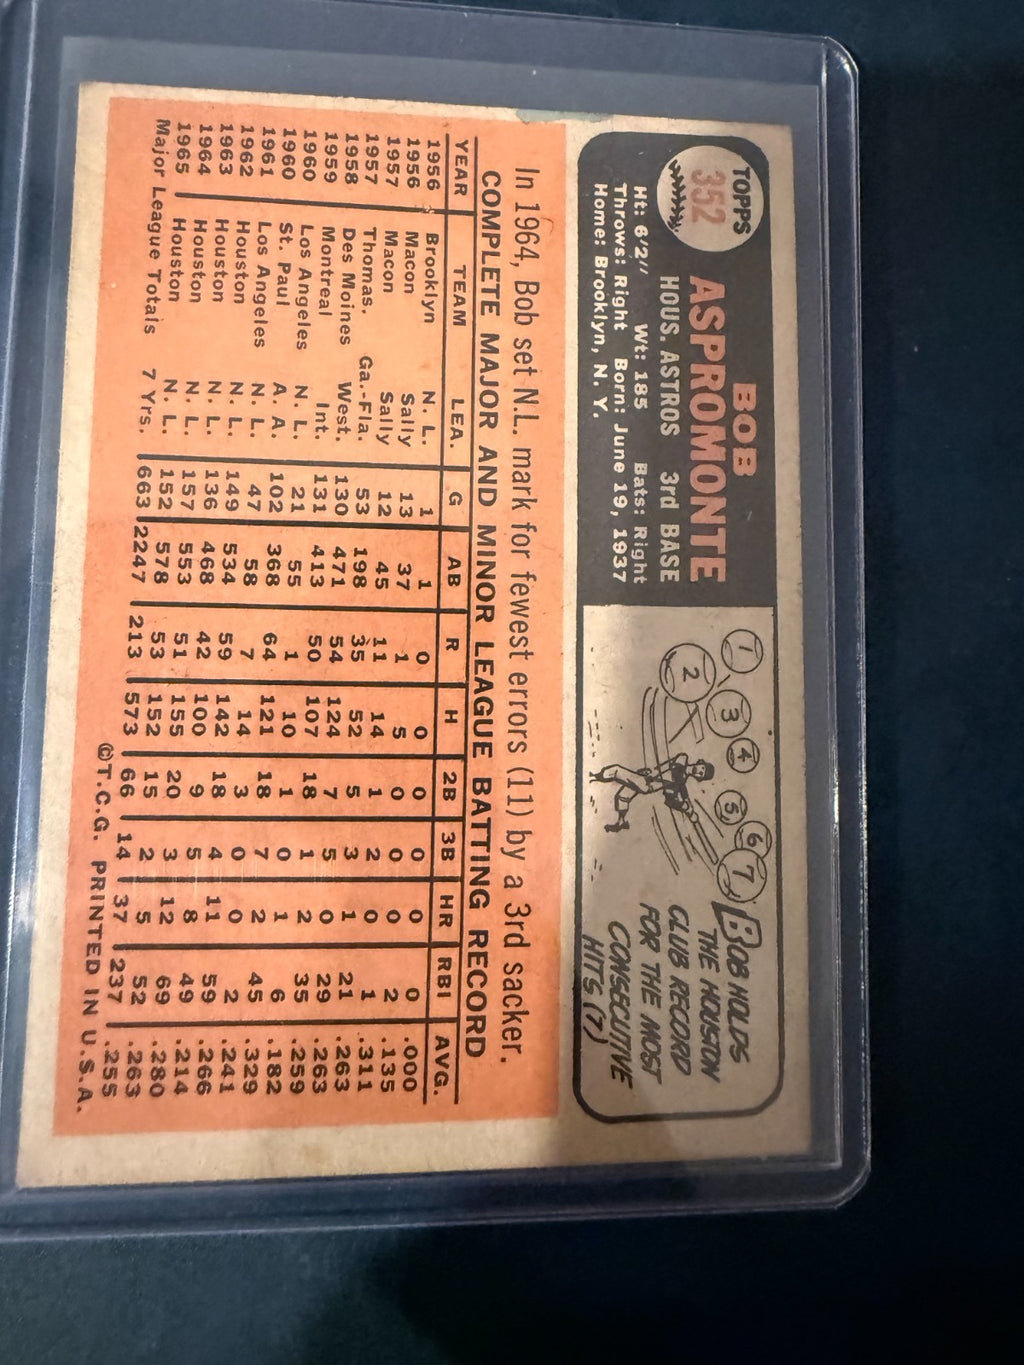 TOPPS
352
BOB
ASPROMONTE
HOUS. ASTROS 3rd BASE
Ht: 6'2" Wt: 185 Bats: Right
Throws: Right Born: June 19, 1937
Home: Brooklyn, N. Y.
1 2 3 4 5 6 7
BOB HOLDS
THE HOUSTON
CLUB RECORD
FOR THE MOST
CONSECUTIVE
HITS (7)
In 1964, Bob set N.L. mark for fewest errors (11) by a 3rd sacker.
COMPLETE MAJOR AND MINOR LEAGUE BATTING RECORD
YEAR TEAM LEA. G AB R H 2B 3B HR RBI AVG.
1956 Brooklyn N. L. 1 1 0 0 0 0 0 0 .000
1956 Macon Sally 13 37 1 5 0 0 0 2 .135
1957 Macon Sally 12 45 11 14 1 2 0 1 .311
1957 Thomas. Ga.-Fla. 53 198 35 52 5 3 1 21 .263
1958 Des Moines West. 130 471 54 124 7 5 0 29 .263
1959 Montreal Int. 131 413 50 107 18 1 2 35 .259
1960 Los Angeles N. L. 21 55 1 10 1 0 1 6 .182
1960 St. Paul A. A. 102 368 64 121 18 7 2 45 .329
1961 Los Angeles N. L. 47 58 7 14 3 0 0 2 .241
1962 Houston N. L. 149 534 59 142 18 4 11 59 .266
1963 Houston N. L. 136 468 42 100 9 5 8 49 .214
1964 Houston N. L. 157 553 51 155 20 3 12 69 .280
1965 Houston N. L. 152 578 53 152 15 2 5 52 .263
Major League Totals 7 Yrs. 663 2247 213 573 66 14 37 237 .255
©T.C.G. PRINTED IN U.S.A.